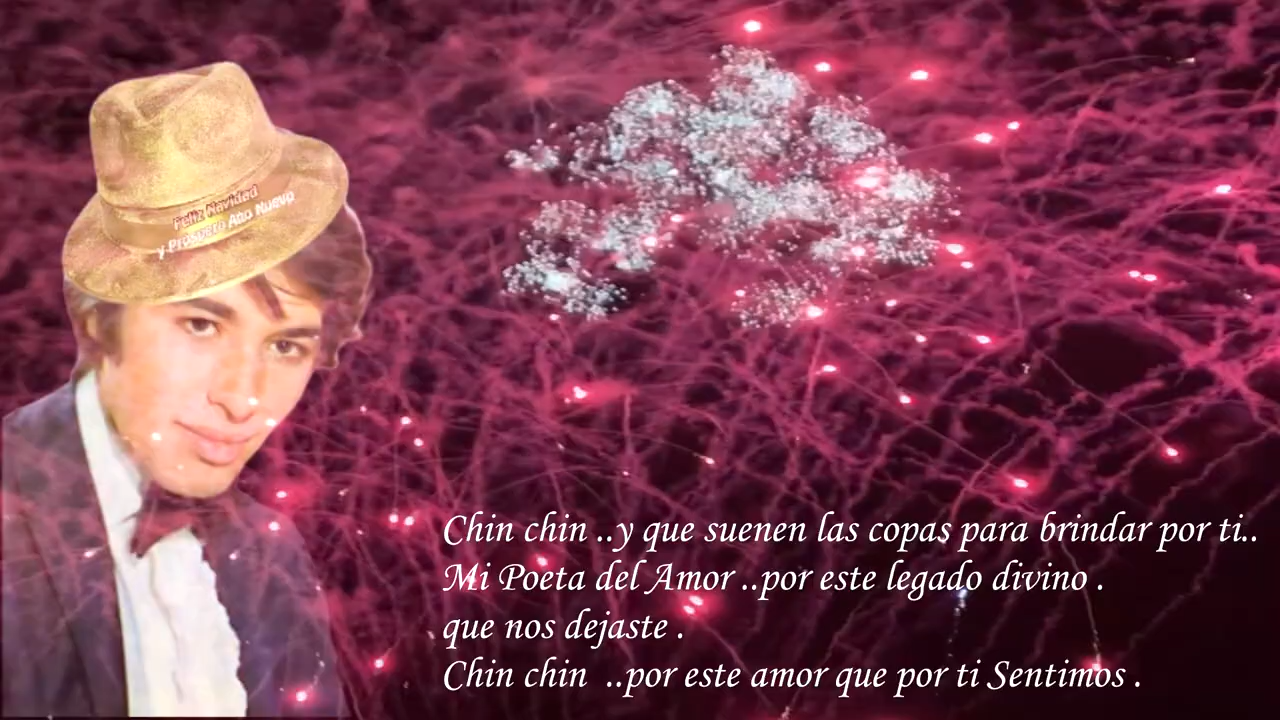 Feliz Navidad
y Prospero Año Nuevo
Chin chin ..y que suenen las copas para brindar por ti..
Mi Poeta del Amor ..por este legado divino .
que nos dejaste .
Chin chin ..por este amor que por ti Sentimos .